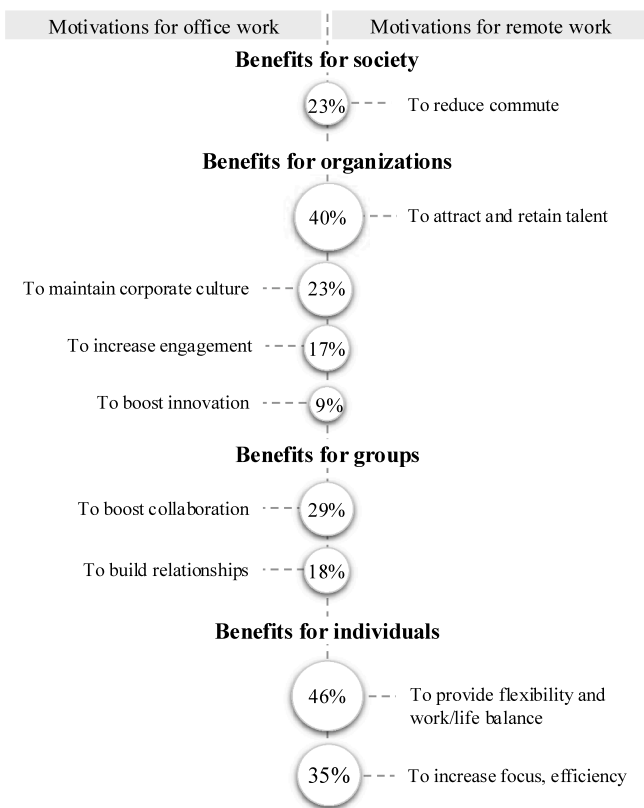 Motivations for office work
Motivations for remote work
Benefits for society
23%
To reduce commute
Benefits for organizations
40%
To attract and retain talent
To maintain corporate culture
23%
To increase engagement
17%
To boost innovation
9%
Benefits for groups
To boost collaboration
29%
To build relationships
18%
Benefits for individuals
46%
To provide flexibility and
work/life balance
35%
To increase focus, efficiency